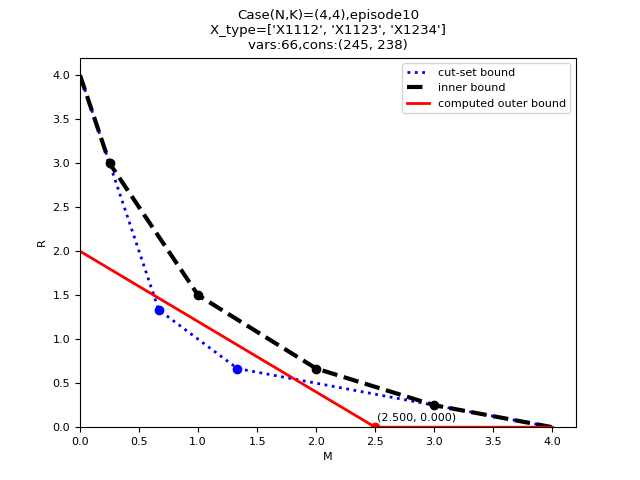 Case(N,K)=(4,4),episode10
X_type=['X1112', 'X1123', 'X1234']
vars:66,cons:(245, 238)
cut-set bound
inner bound
computed outer bound
4.0
3.5
3.0
2.5
2.0
1.5
1.0
0.5
0.0
R
(2.500, 0.000)
0.0 0.5 1.0 1.5 2.0 2.5 3.0 3.5 4.0
M